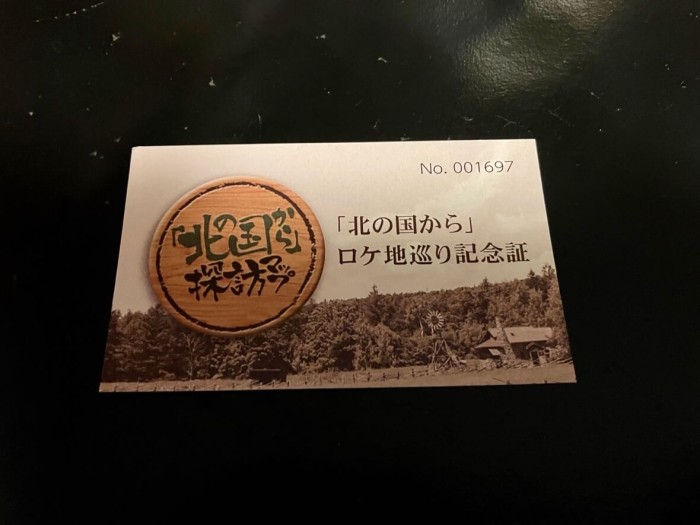 No. 001697
「北の国から」
ロケ地巡り記念証
「北の国から」
探訪マップ